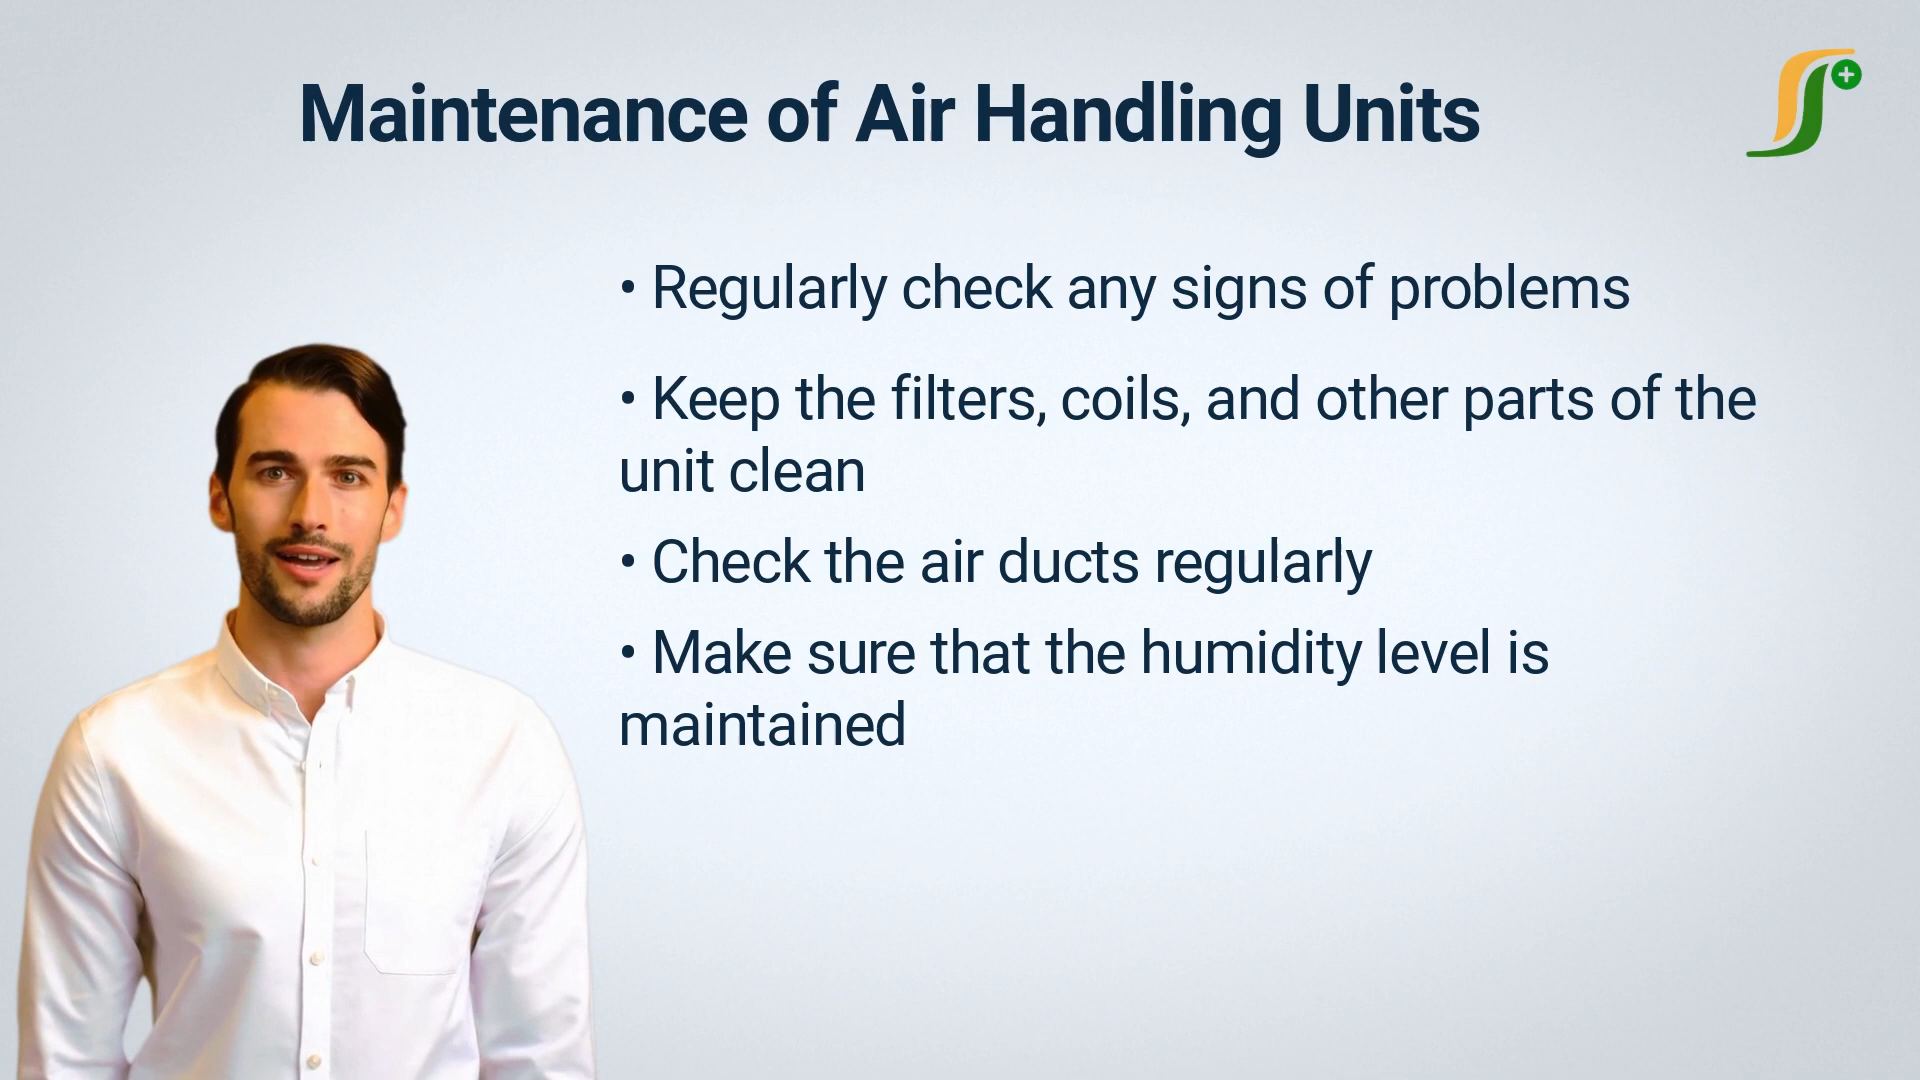 Maintenance of Air Handling Units
• Regularly check any signs of problems
• Keep the filters, coils, and other parts of the
unit clean
• Check the air ducts regularly
• Make sure that the humidity level is
maintained